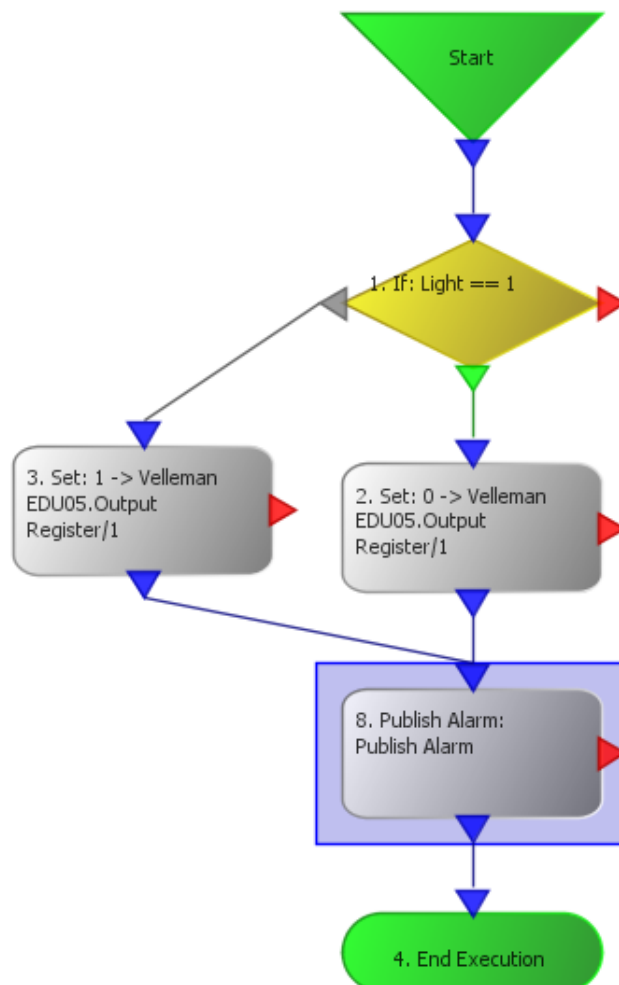 Start
1. If: Light == 1
3. Set: 1 -> Velleman
EDU05.Output
Register/1
2. Set: 0 -> Velleman
EDU05.Output
Register/1
8. Publish Alarm:
Publish Alarm
4. End Execution